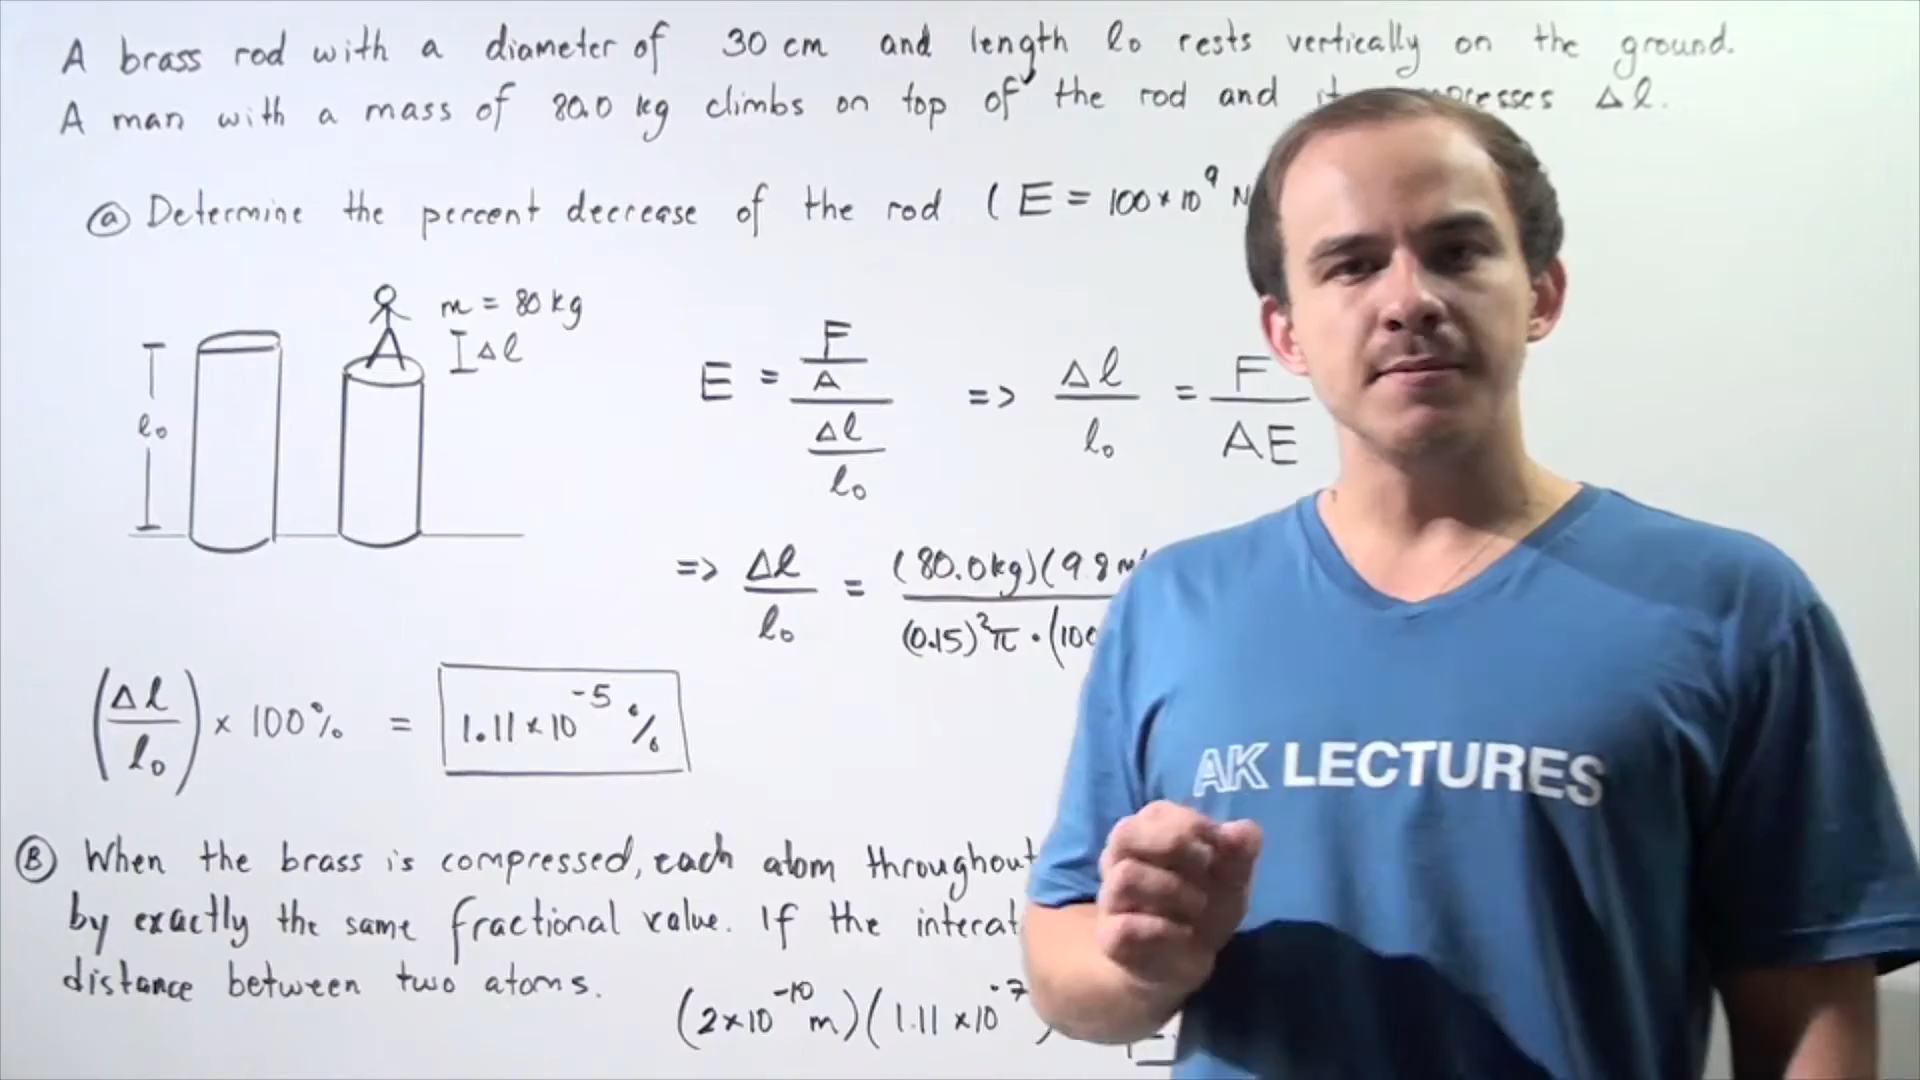 A brass rod with a diameter of 30 cm and length l₀ rests vertically on the ground.
A man with a mass of 80.0 kg climbs on top of the rod and it Δl.
ⓐ Determine the percent decrease of the rod ( E = 100 × 10⁹ N
m = 80 kg
Δl
l₀
E = (F/A) / (Δl/l₀) => Δl/l₀ = F/AE
=> Δl/l₀ = (80.0kg)(9.8 m / (0.15)²π · (100
(Δl/l₀) × 100% = 1.11 × 10⁻⁵ %
Ⓑ When the brass is compressed, each atom throughout
by exactly the same fractional value. If the
distance between two atoms.
(2×10⁻¹⁰ m)(1.11 ×10⁻⁷)
AK LECTURES